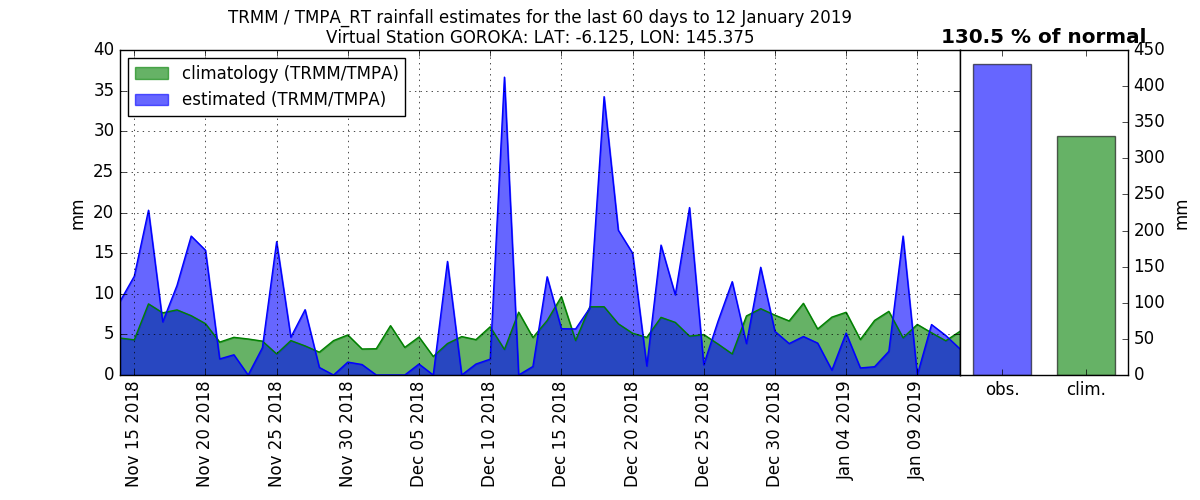 TRMM / TMPA_RT rainfall estimates for the last 60 days to 12 January 2019
Virtual Station GOROKA: LAT: -6.125, LON: 145.375
130.5 % of normal
climatology (TRMM/TMPA)
estimated (TRMM/TMPA)
mm
40
35
30
25
20
15
10
5
0
Nov 15 2018
Nov 20 2018
Nov 25 2018
Nov 30 2018
Dec 05 2018
Dec 10 2018
Dec 15 2018
Dec 20 2018
Dec 25 2018
Dec 30 2018
Jan 04 2019
Jan 09 2019
450
400
350
300
250
200
150
100
50
0
mm
obs.
clim.